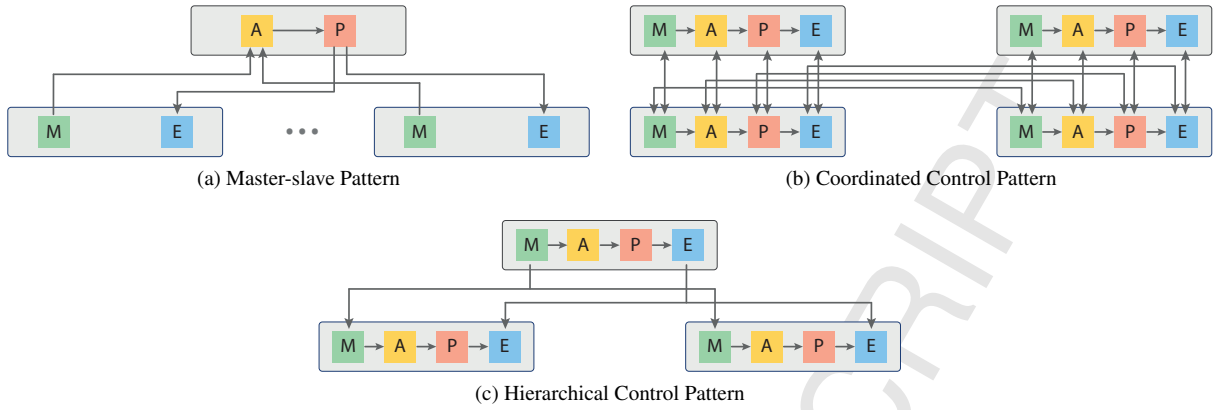 A P
M E ••• M E
(a) Master-slave Pattern
M A P E M A P E
M A P E M A P E
(b) Coordinated Control Pattern
M A P E
M A P E M A P E
(c) Hierarchical Control Pattern
CRIPT